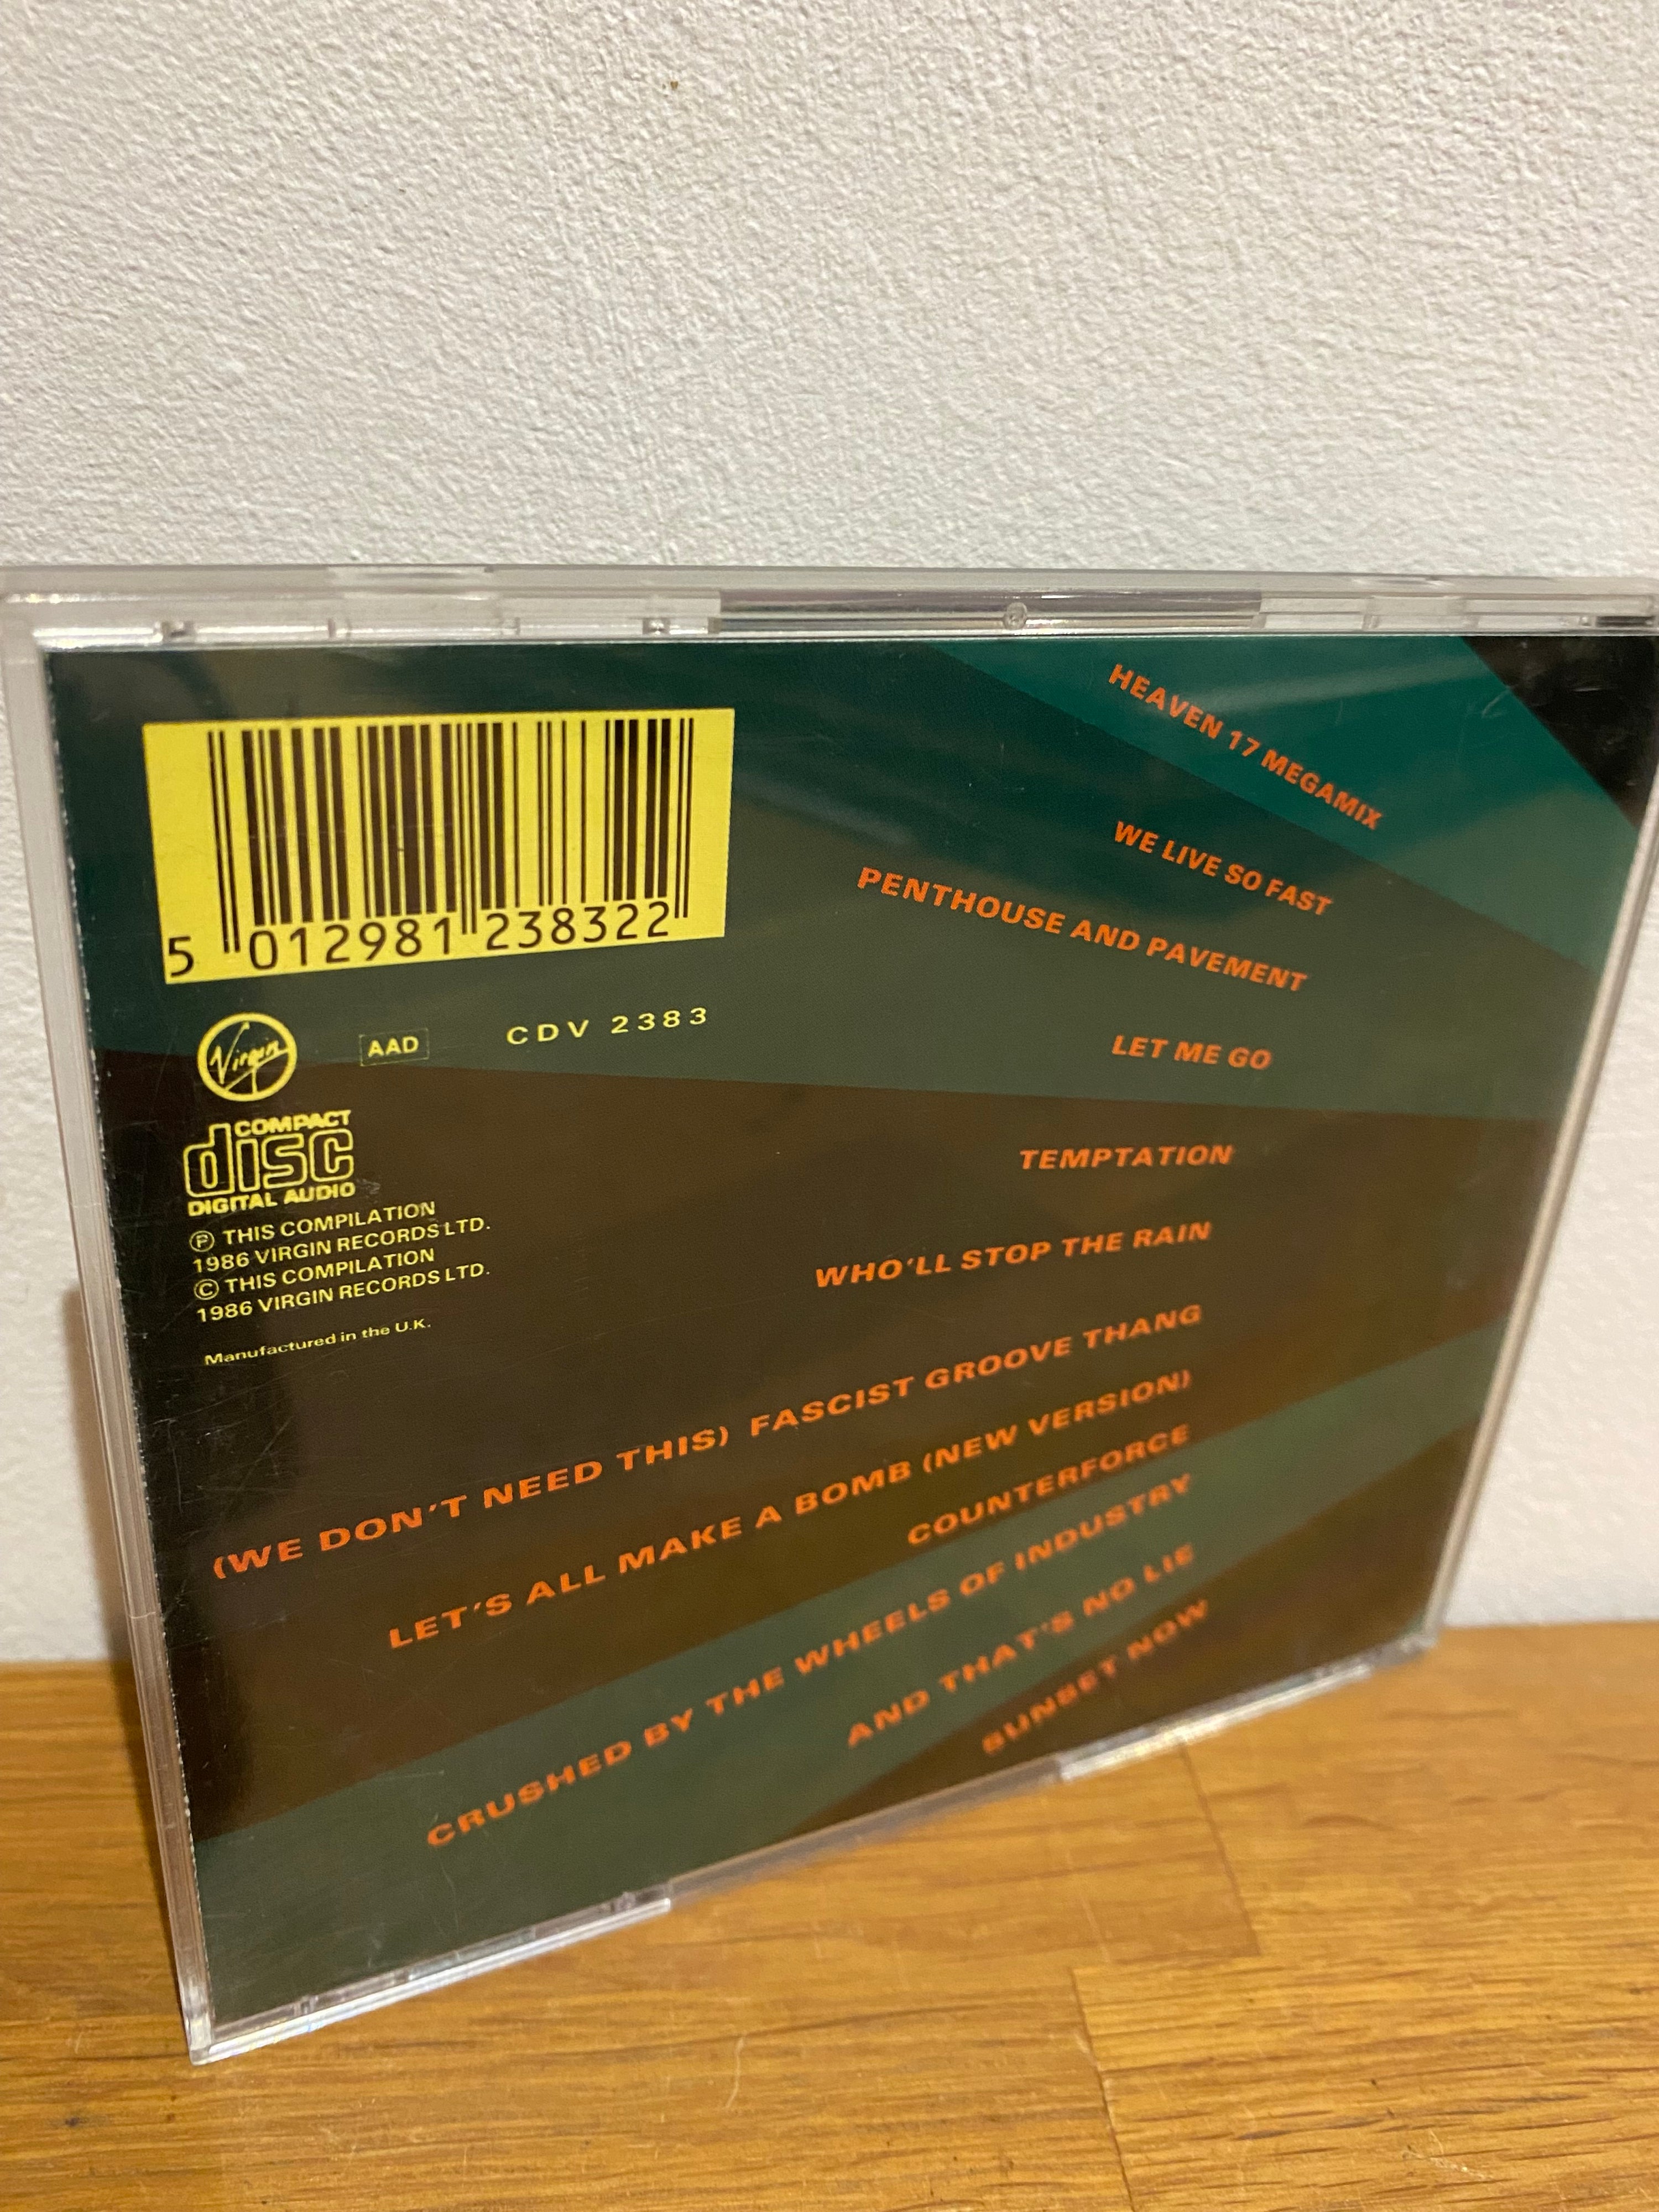 5 012981 238322
Virgin
AAD
CDV 2383
COMPACT
disc
DIGITAL AUDIO
Ⓟ THIS COMPILATION
1986 VIRGIN RECORDS LTD.
© THIS COMPILATION
1986 VIRGIN RECORDS LTD.
Manufactured in the U.K.
HEAVEN 17 MEGAMIX
WE LIVE SO FAST
PENTHOUSE AND PAVEMENT
LET ME GO
TEMPTATION
WHO'LL STOP THE RAIN
(WE DON'T NEED THIS) FASCIST GROOVE THANG
LET'S ALL MAKE A BOMB (NEW VERSION)
COUNTERFORCE
CRUSHED BY THE WHEELS OF INDUSTRY
AND THAT'S NO LIE
SUNSET NOW